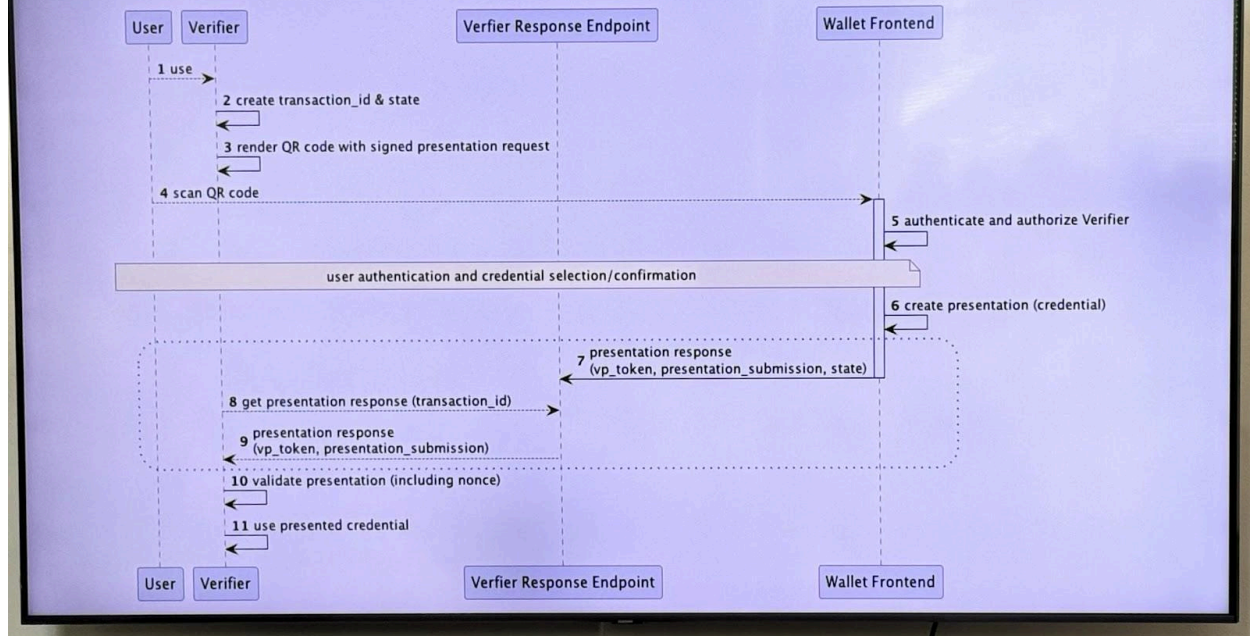 User
Verifier
Verfier Response Endpoint
Wallet Frontend
1 use
2 create transaction_id & state
3 render QR code with signed presentation request
4 scan QR code
5 authenticate and authorize Verifier
user authentication and credential selection/confirmation
6 create presentation (credential)
7 presentation response
(vp_token, presentation_submission, state)
8 get presentation response (transaction_id)
9 presentation response
(vp_token, presentation_submission)
10 validate presentation (including nonce)
11 use presented credential
User
Verifier
Verfier Response Endpoint
Wallet Frontend